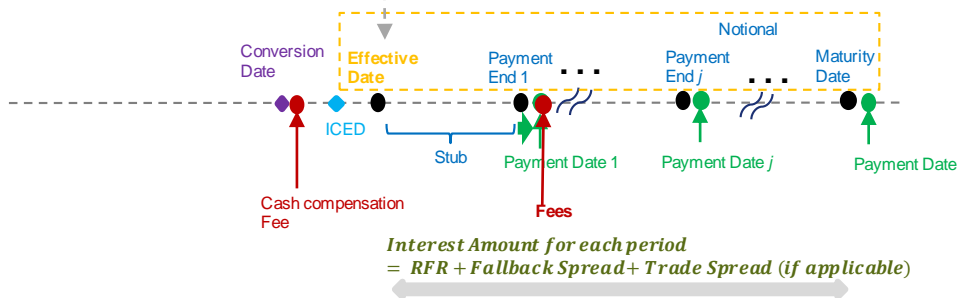 Notional
Conversion
Date
Effective
Date
Payment
End 1
...
Payment
End j
...
Maturity
Date
ICED
Stub
Payment Date 1
Payment Date j
Payment Date
Cash compensation
Fee
Fees
Interest Amount for each period
= RFR + Fallback Spread + Trade Spread (if applicable)